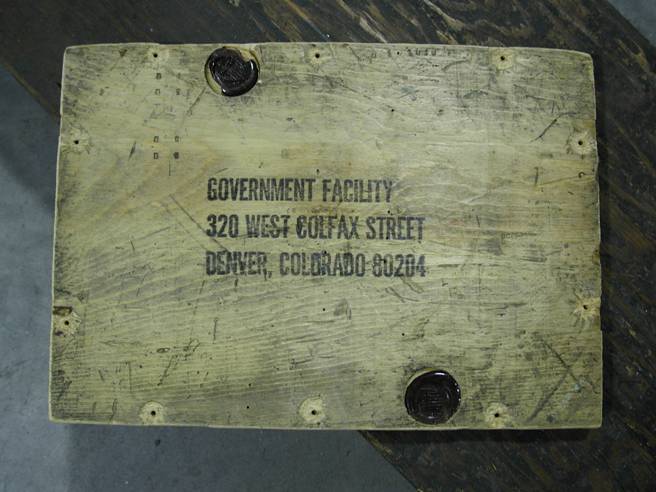 GOVERNMENT FACILITY
320 WEST COLFAX STREET
DENVER, COLORADO 80204